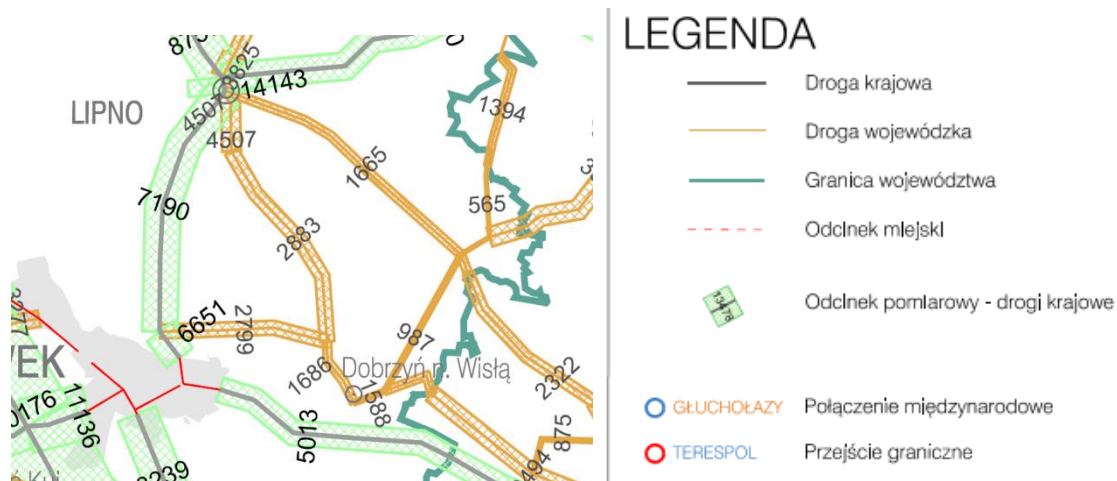 LIPNO
8825
14143
4507
4507
7190
1665
1394
565
2883
6651
2799
987
1686
Dobrzyń n. Wisłą
1588
2322
11136
5013
875
LEGENDA
Droga krajowa
Droga wojewódzka
Granica województwa
Odcinek miejski
13478
Odcinek pomiarowy - drogi krajowe
GŁUCHOŁAZY Połączenie międzynarodowe
TERESPOL Przejście graniczne